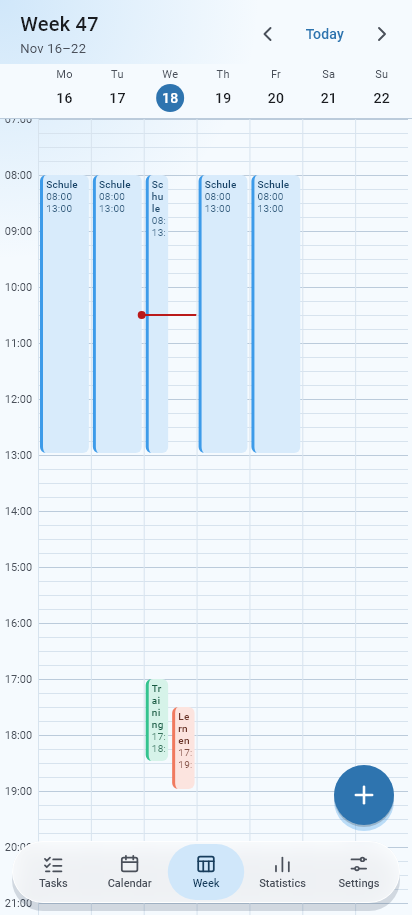 Week 47
Nov 16–22
Today
Mo Tu We Th Fr Sa Su
16 17 18 19 20 21 22
07:00
08:00
Schule
08:00
13:00
Schule
08:00
13:00
Sc
hu
le
08:
13:
Schule
08:00
13:00
Schule
08:00
13:00
09:00
10:00
11:00
12:00
13:00
14:00
15:00
16:00
17:00
Tr
ai
ni
ng
17:
18:
Le
rn
en
17:
19:
18:00
19:00
20:00
Tasks Calendar Week Statistics Settings
21:00